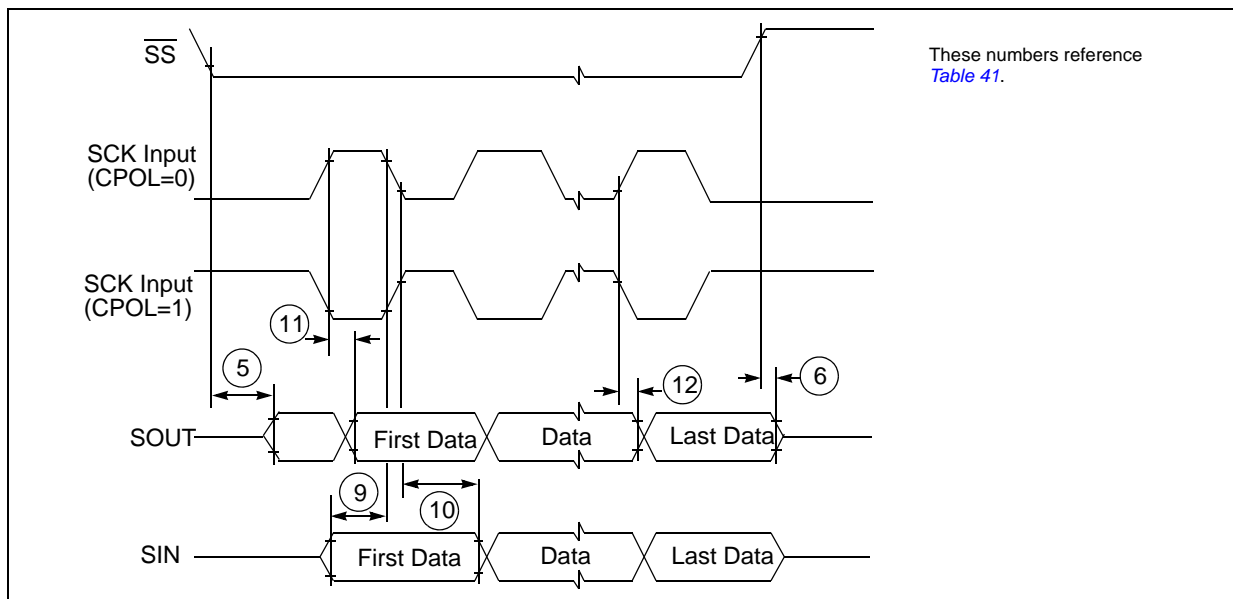 SS
These numbers reference
Table 41.
SCK Input
(CPOL=0)
SCK Input
(CPOL=1)
11
5
12
6
SOUT
First Data
Data
Last Data
9
10
SIN
First Data
Data
Last Data